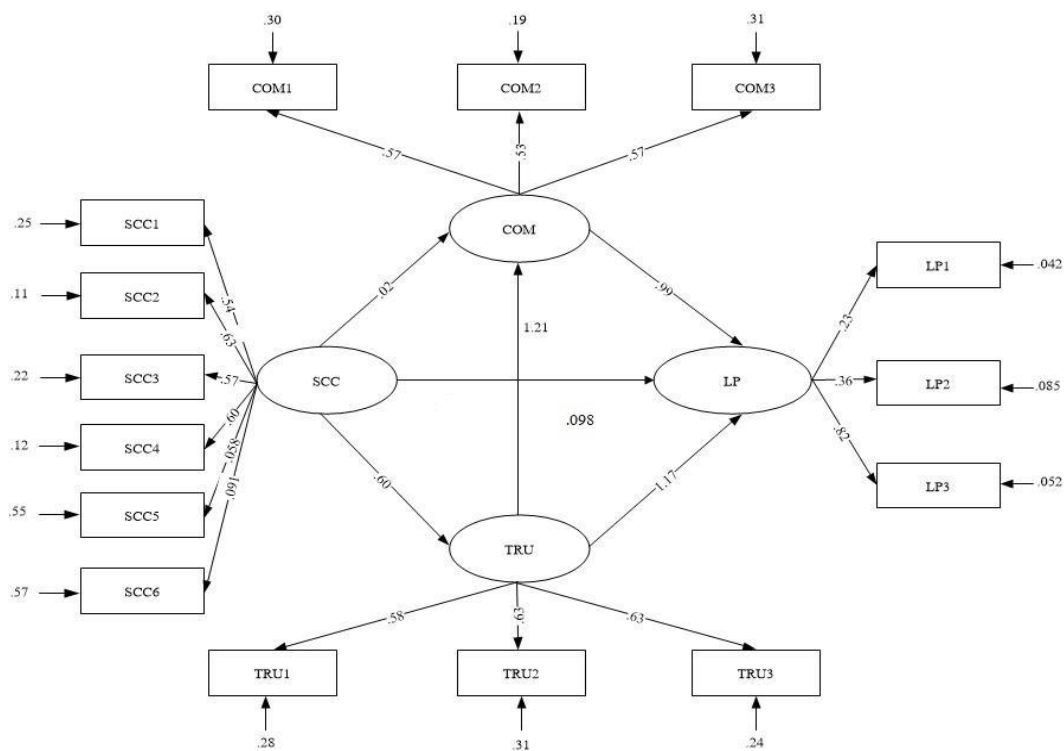 .30
.19
.31
COM1
COM2
COM3
.57
.53
.57
.25
SCC1
COM
.54
.02
.99
LP1
.042
.11
SCC2
.63
.23
1.21
.22
SCC3
.57
SCC
LP
.36
LP2
.085
.098
.12
SCC4
.60
.058
.091
.82
.60
1.17
LP3
.052
.55
SCC5
TRU
.57
SCC6
.58
.63
.63
TRU1
TRU2
TRU3
.28
.31
.24